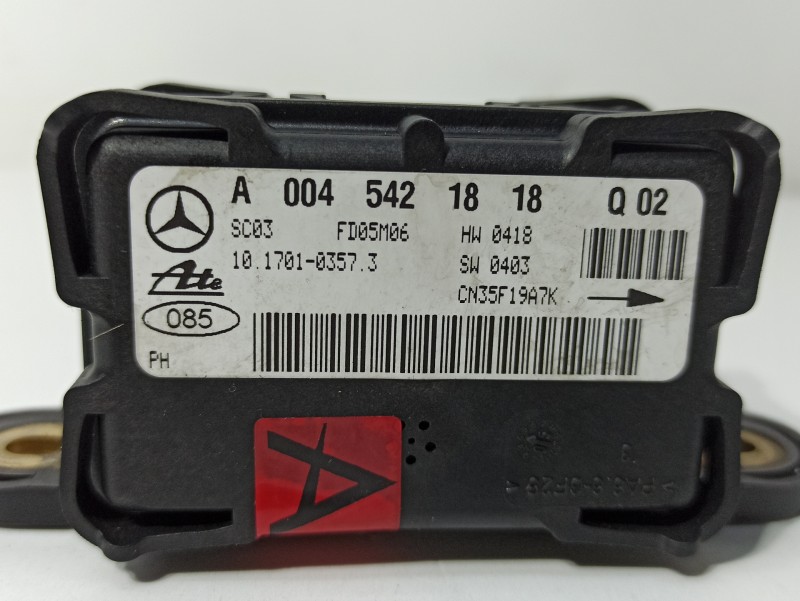 A 004 542 18 18 Q 02
SC03 FD05M06 HW 0418
10.1701-0357.3 SW 0403
Ate CN35F19A7K
085
PH
A